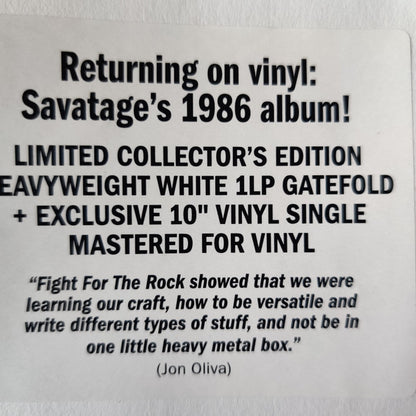 Returning on vinyl:
Savatage's 1986 album!
LIMITED COLLECTOR'S EDITION
EAVYWEIGHT WHITE 1LP GATEFOLD
+ EXCLUSIVE 10" VINYL SINGLE
MASTERED FOR VINYL
“Fight For The Rock showed that we were
learning our craft, how to be versatile and
write different types of stuff, and not be in
one little heavy metal box.”
(Jon Oliva)